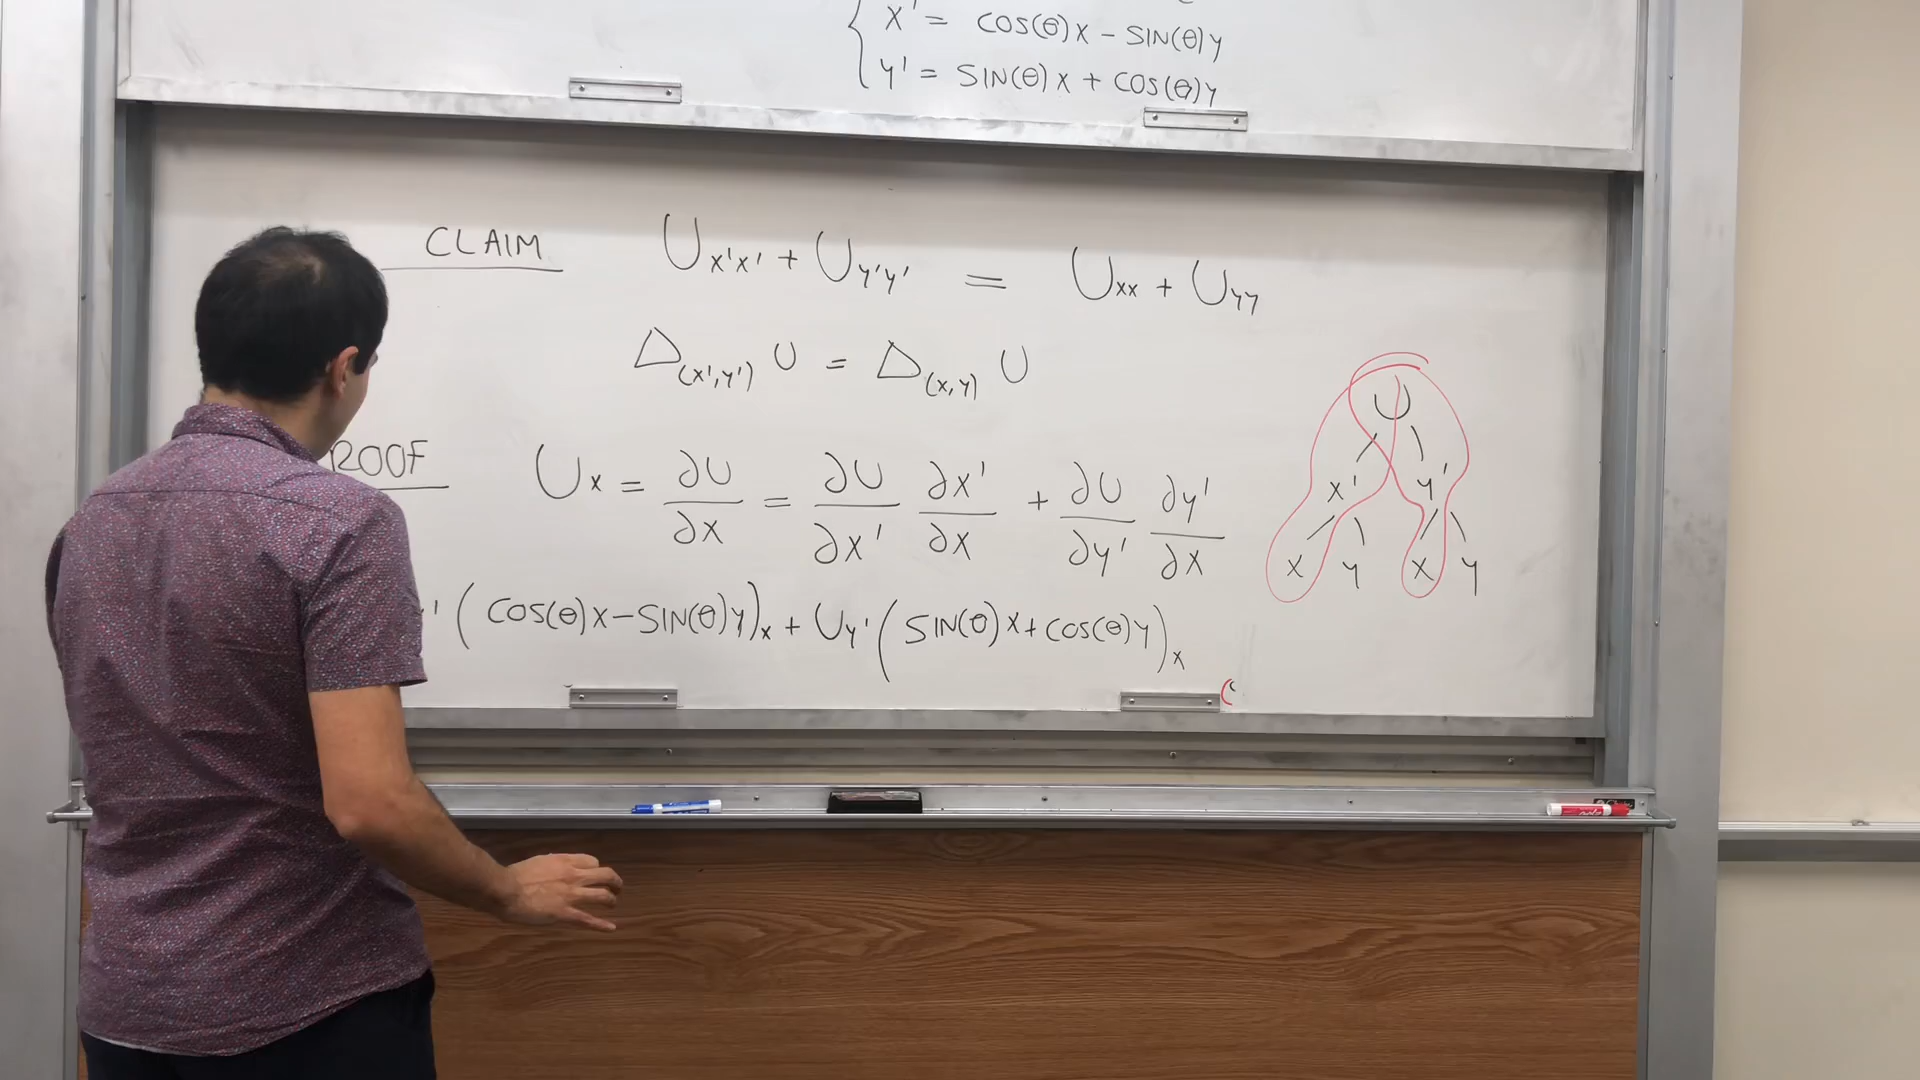 x' = COS(θ)x - SIN(θ)y
y' = SIN(θ)x + COS(θ)y
CLAIM U_{x'x'} + U_{y'y'} = U_{xx} + U_{yy}
Δ_{(x',y')} U = Δ_{(x,y)} U
ROOF U_x = ∂U/∂x = ∂U/∂x' ∂x'/∂x + ∂U/∂y' ∂y'/∂x
' (COS(θ)x - SIN(θ)y)_x + U_{y'} (SIN(θ)x + COS(θ)y)_x
U
x' y'
x y x y